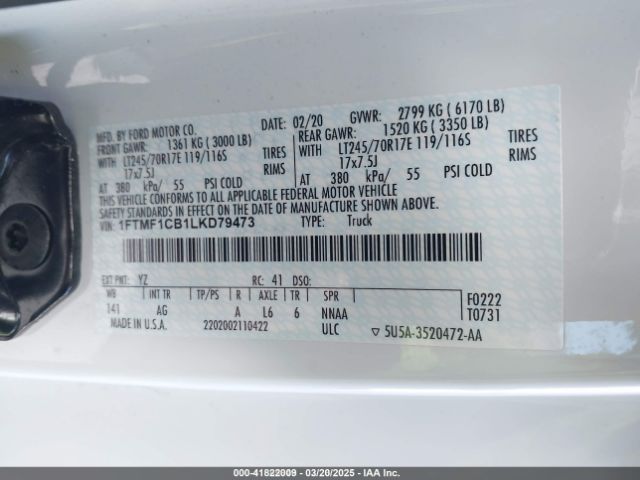 MFD. BY FORD MOTOR CO. DATE: 02/20 GVWR: 2799 KG ( 6170 LB)
FRONT GAWR: 1361 KG ( 3000 LB) REAR GAWR: 1520 KG ( 3350 LB)
WITH LT245/70R17E 119/116S TIRES WITH LT245/70R17E 119/116S TIRES
17x7.5J RIMS 17x7.5J RIMS
AT 380 kPa/ 55 PSI COLD AT 380 kPa/ 55 PSI COLD
THIS VEHICLE CONFORMS TO ALL APPLICABLE FEDERAL MOTOR VEHICLE
SAFETY STANDARDS IN EFFECT ON THE DATE OF MANUFACTURE SHOWN ABOVE.
VIN: 1FTMF1CB1LKD79473 TYPE: Truck
EXT PNT: YZ RC: 41 DSO:
WB INT TR TP/PS R AXLE TR SPR F0222
141 AG A L6 6 NNAA T0731
MADE IN U.S.A. 2202002110422 ULC 5U5A-3520472-AA
000-41822009 - 03/20/2025 - IAAI.COM